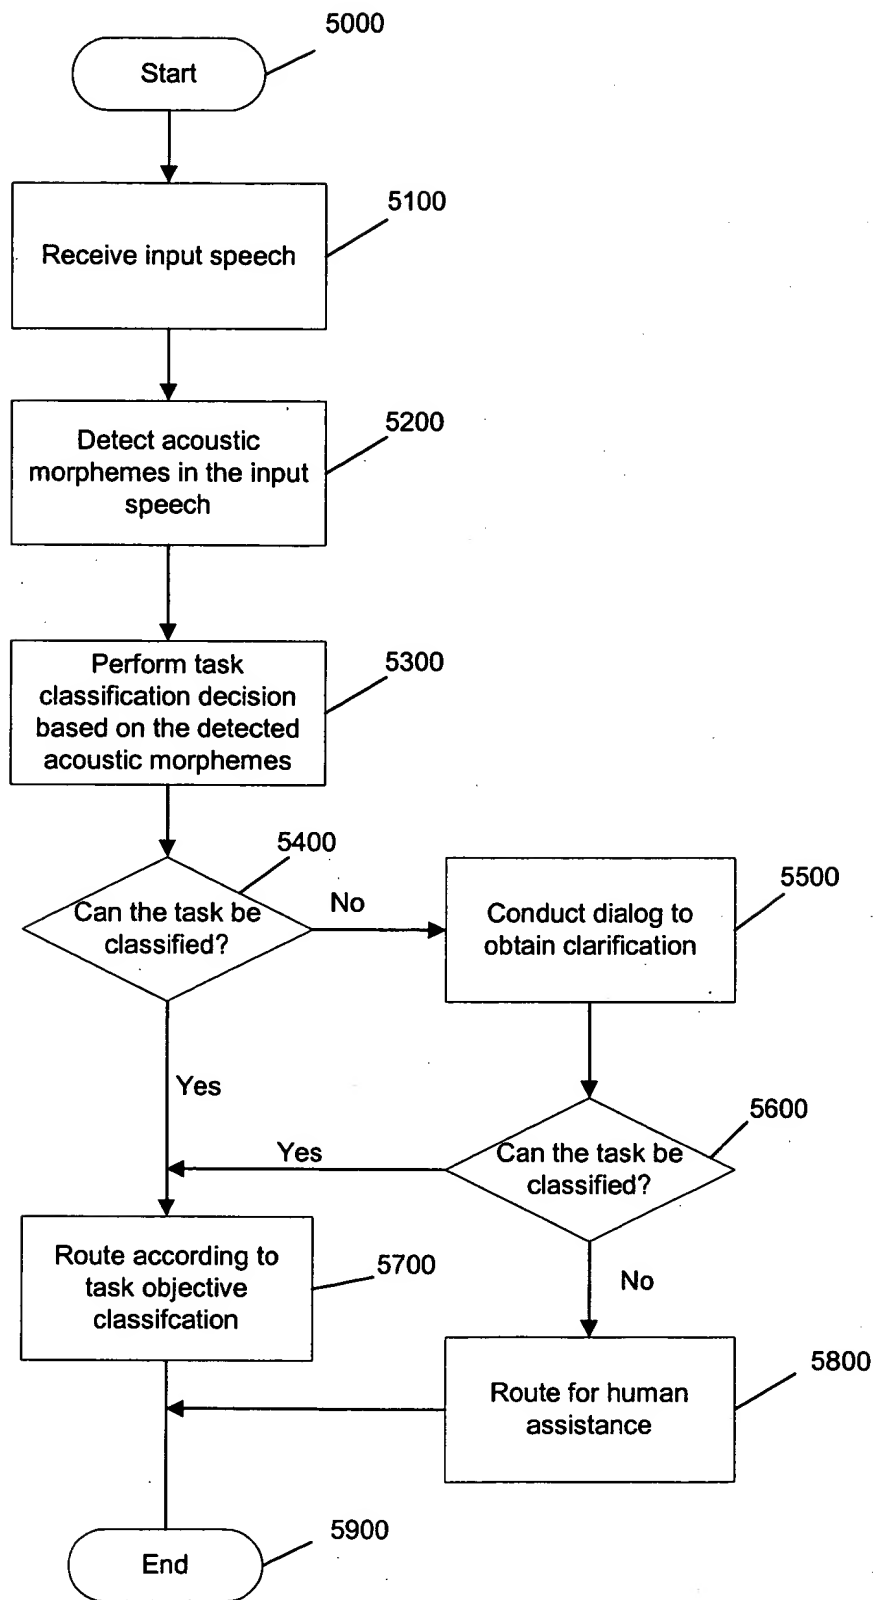 5000
Start
5100
Receive input speech
5200
Detect acoustic
morphemes in the input
speech
5300
Perform task
classification decision
based on the detected
acoustic morphemes
5400
Can the task be
classified?
No
5500
Conduct dialog to
obtain clarification
Yes
5600
Can the task be
classified?
Yes
5700
Route according to
task objective
classifcation
No
5800
Route for human
assistance
5900
End